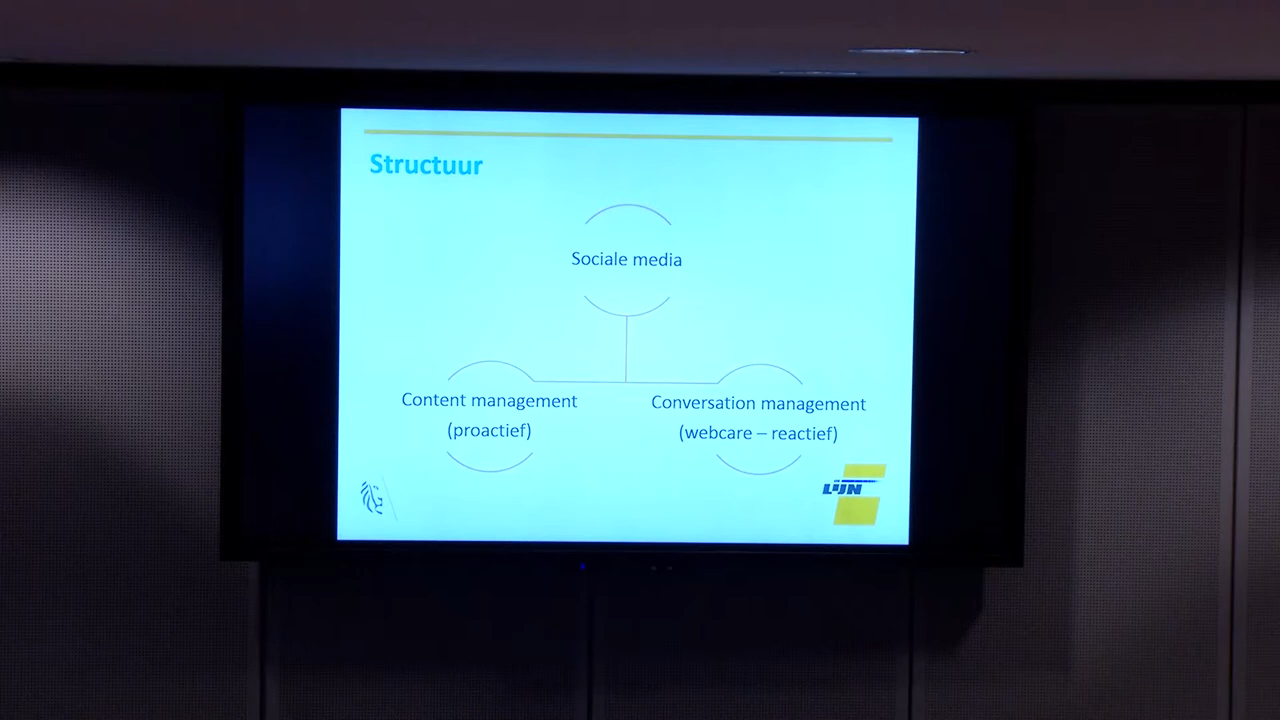 Structuur
Sociale media
Content management
(proactief)
Conversation management
(webcare – reactief)
LIJN